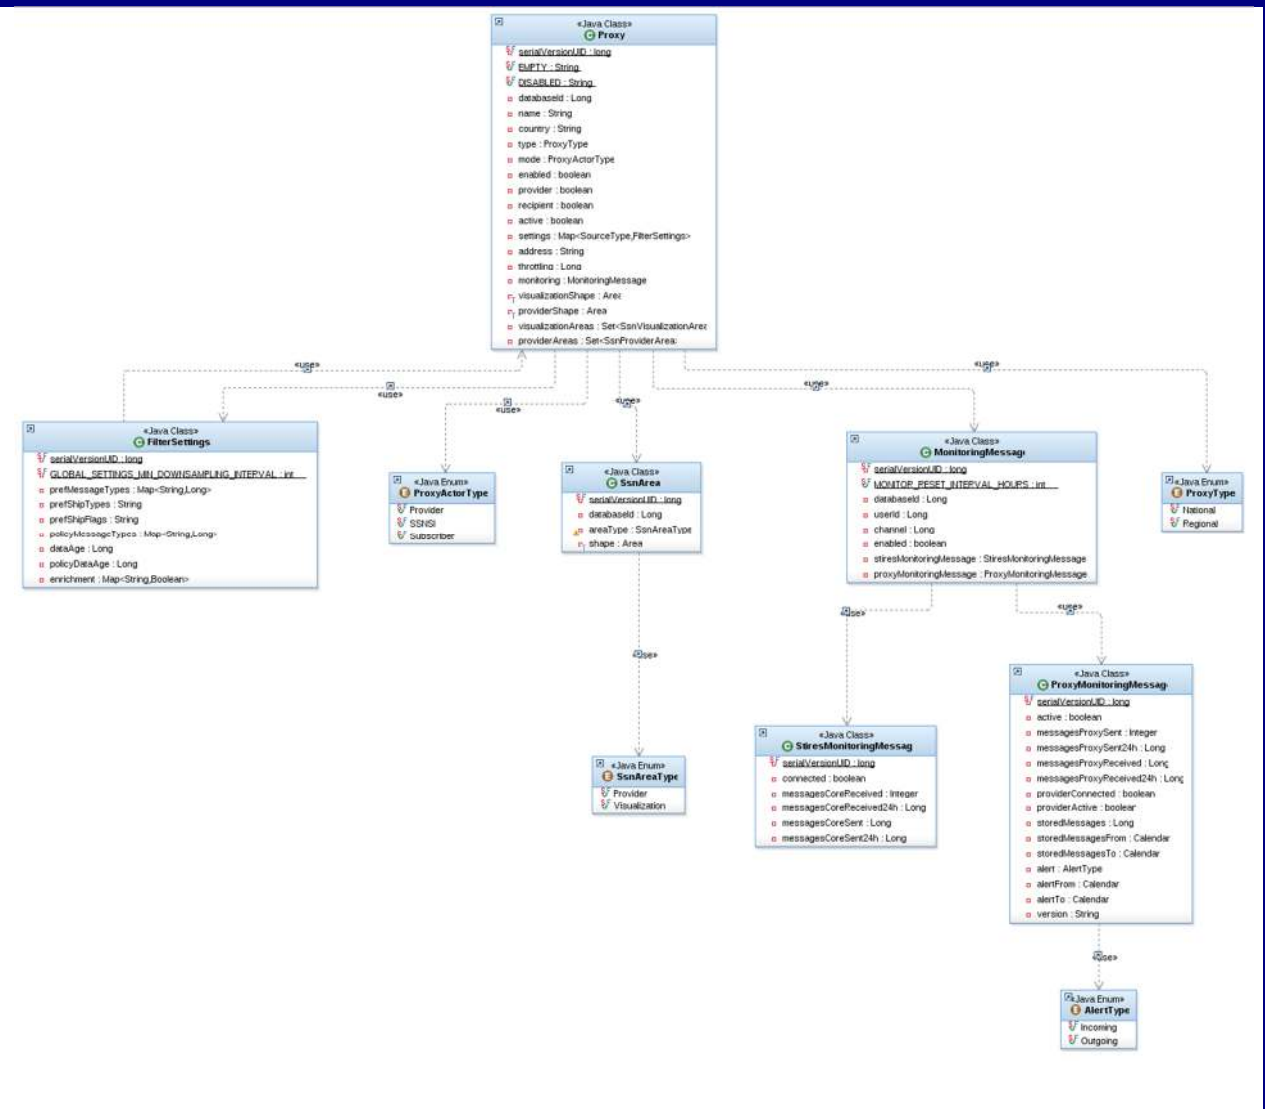 «Java Class»
Proxy
serialVersionUID : long
EMPTY : String
DISABLED : String
databaseId : Long
name : String
country : String
type : ProxyType
mode : ProxyActorType
enabled : boolean
provider : boolean
recipient : boolean
active : boolean
settings : Map<SourceType,FilterSettings>
address : String
throttling : Long
monitoring : MonitoringMessage
visualizationShape : Area
providerShape : Area
visualizationAreas : Set<SsnVisualizationArea
providerAreas : Set<SsnProviderArea>
«use»
«use»
«use»
«use»
«use»
«use»
«Java Class»
FilterSettings
serialVersionUID : long
GLOBAL_SETTINGS_MIN_DOWNSAMPLING_INTERVAL : int
prefMessageTypes : Map<String,Long>
prefShipTypes : String
prefShipFlags : String
policyMessageTypes : Map<String,Long>
dataAge : Long
policyDataAge : Long
enrichment : Map<String,Boolean>
«Java Enum»
ProxyActorType
Provider
SSNSI
Subscriber
«Java Class»
SsnArea
serialVersionUID : long
databaseId : Long
areaType : SsnAreaType
shape : Area
«Java Class»
MonitoringMessage
serialVersionUID : long
MONITOR_RESET_INTERVAL_HOURS : int
databaseId : Long
userId : Long
channel : Long
enabled : boolean
stiresMonitoringMessage : StiresMonitoringMessage
proxyMonitoringMessage : ProxyMonitoringMessage
«Java Enum»
ProxyType
National
Regional
«use»
«use»
«use»
«Java Enum»
SsnAreaType
Provider
Visualization
«Java Class»
StiresMonitoringMessag
serialVersionUID : long
connected : boolean
messagesCoreReceived : Integer
messagesCoreReceived24h : Long
messagesCoreSent : Long
messagesCoreSent24h : Long
«Java Class»
ProxyMonitoringMessag
serialVersionUID : long
active : boolean
messagesProxySent : Integer
messagesProxySent24h : Long
messagesProxyReceived : Long
messagesProxyReceived24h : Long
providerConnected : boolean
providerActive : boolean
storedMessages : Long
storedMessagesFrom : Calendar
storedMessagesTo : Calendar
alert : AlertType
alertFrom : Calendar
alertTo : Calendar
version : String
«use»
«Java Enum»
AlertType
Incoming
Outgoing